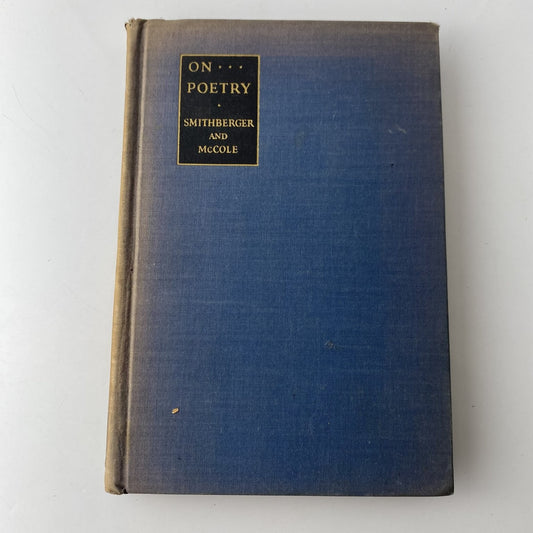 ON ···
POETRY
·
SMITHBERGER
AND
McCOLE